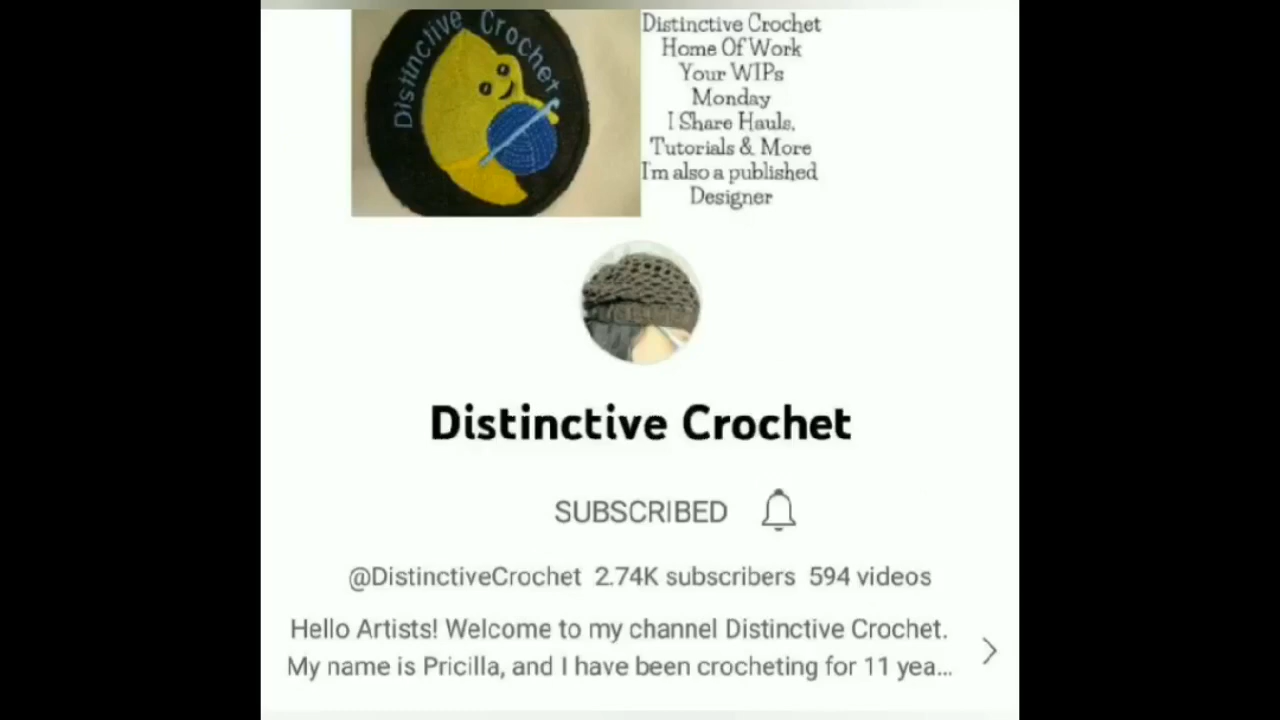 Distinctive Crochet
Distinctive Crochet
Home Of Work
Your WIPs
Monday
I Share Hauls,
Tutorials & More
I'm also a published
Designer
Distinctive Crochet
SUBSCRIBED
@DistinctiveCrochet 2.74K subscribers 594 videos
Hello Artists! Welcome to my channel Distinctive Crochet.
My name is Pricilla, and I have been crocheting for 11 yea...